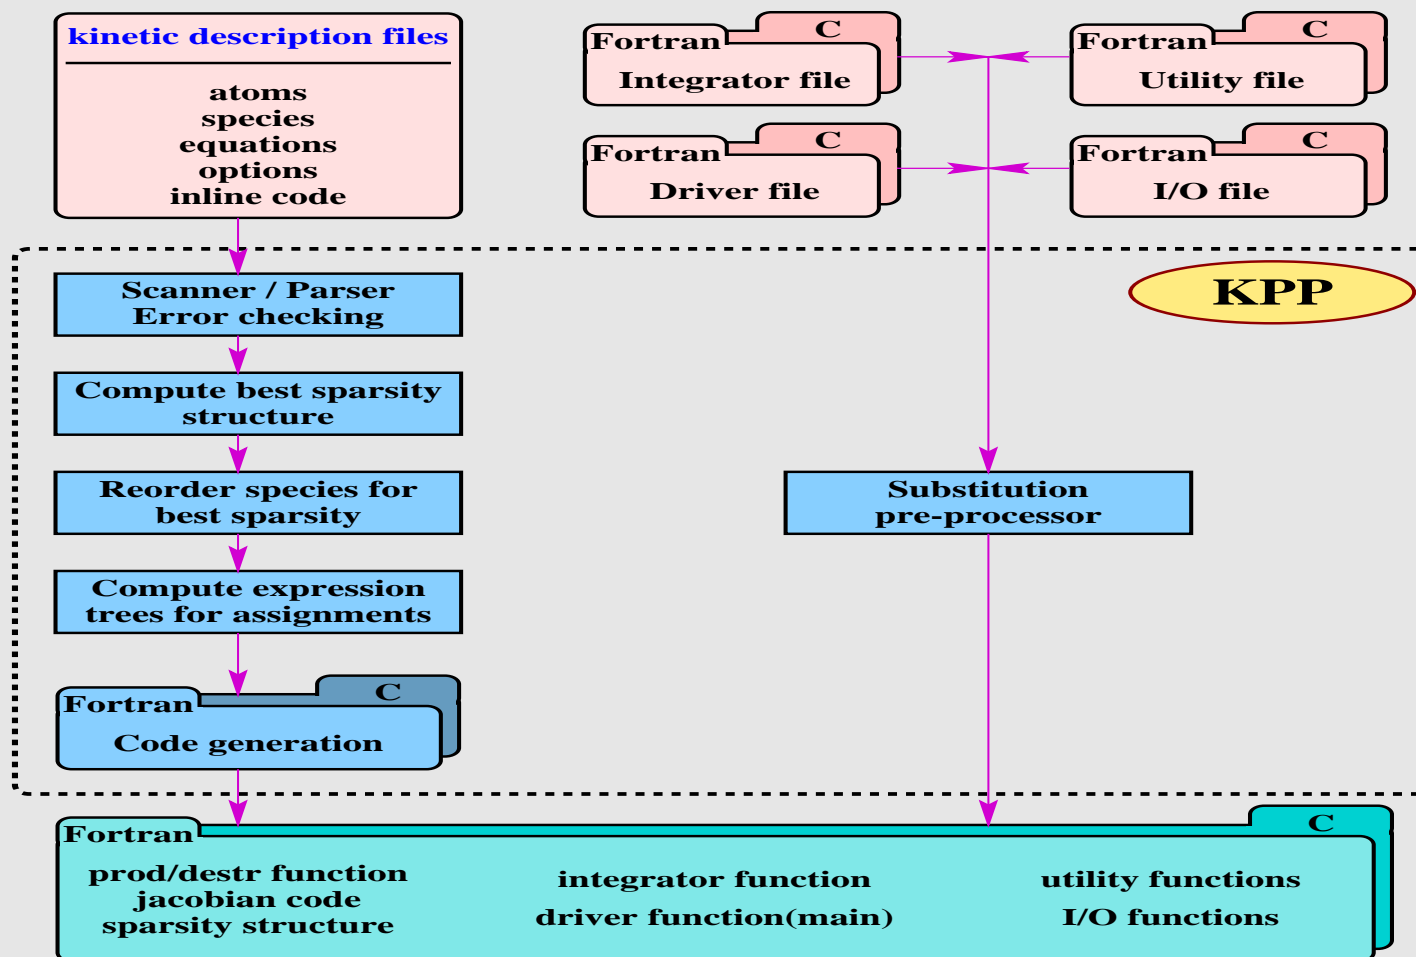 kinetic description files
atoms
species
equations
options
inline code
Fortran
C
Integrator file
Fortran
C
Utility file
Fortran
C
Driver file
Fortran
C
I/O file
KPP
Scanner / Parser
Error checking
Compute best sparsity
structure
Reorder species for
best sparsity
Compute expression
trees for assignments
Fortran
C
Code generation
Substitution
pre-processor
Fortran
C
prod/destr function
jacobian code
sparsity structure
integrator function
driver function(main)
utility functions
I/O functions